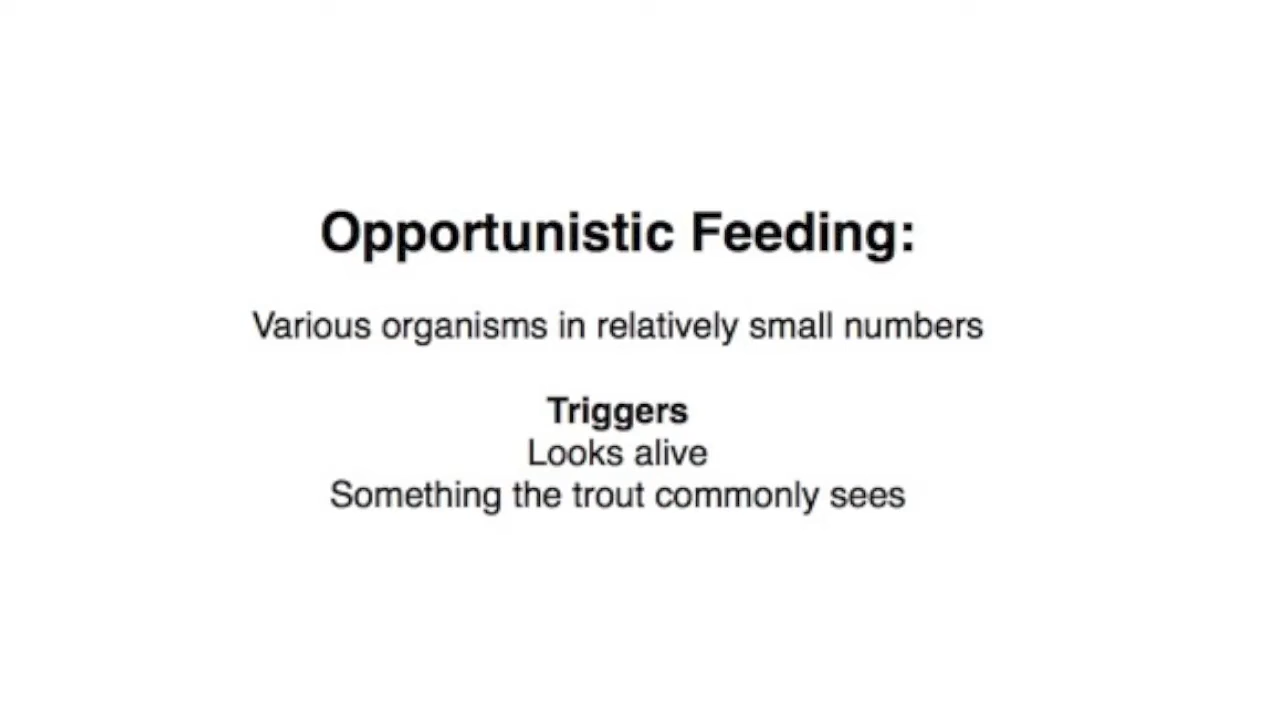 Opportunistic Feeding:
Various organisms in relatively small numbers
Triggers
Looks alive
Something the trout commonly sees